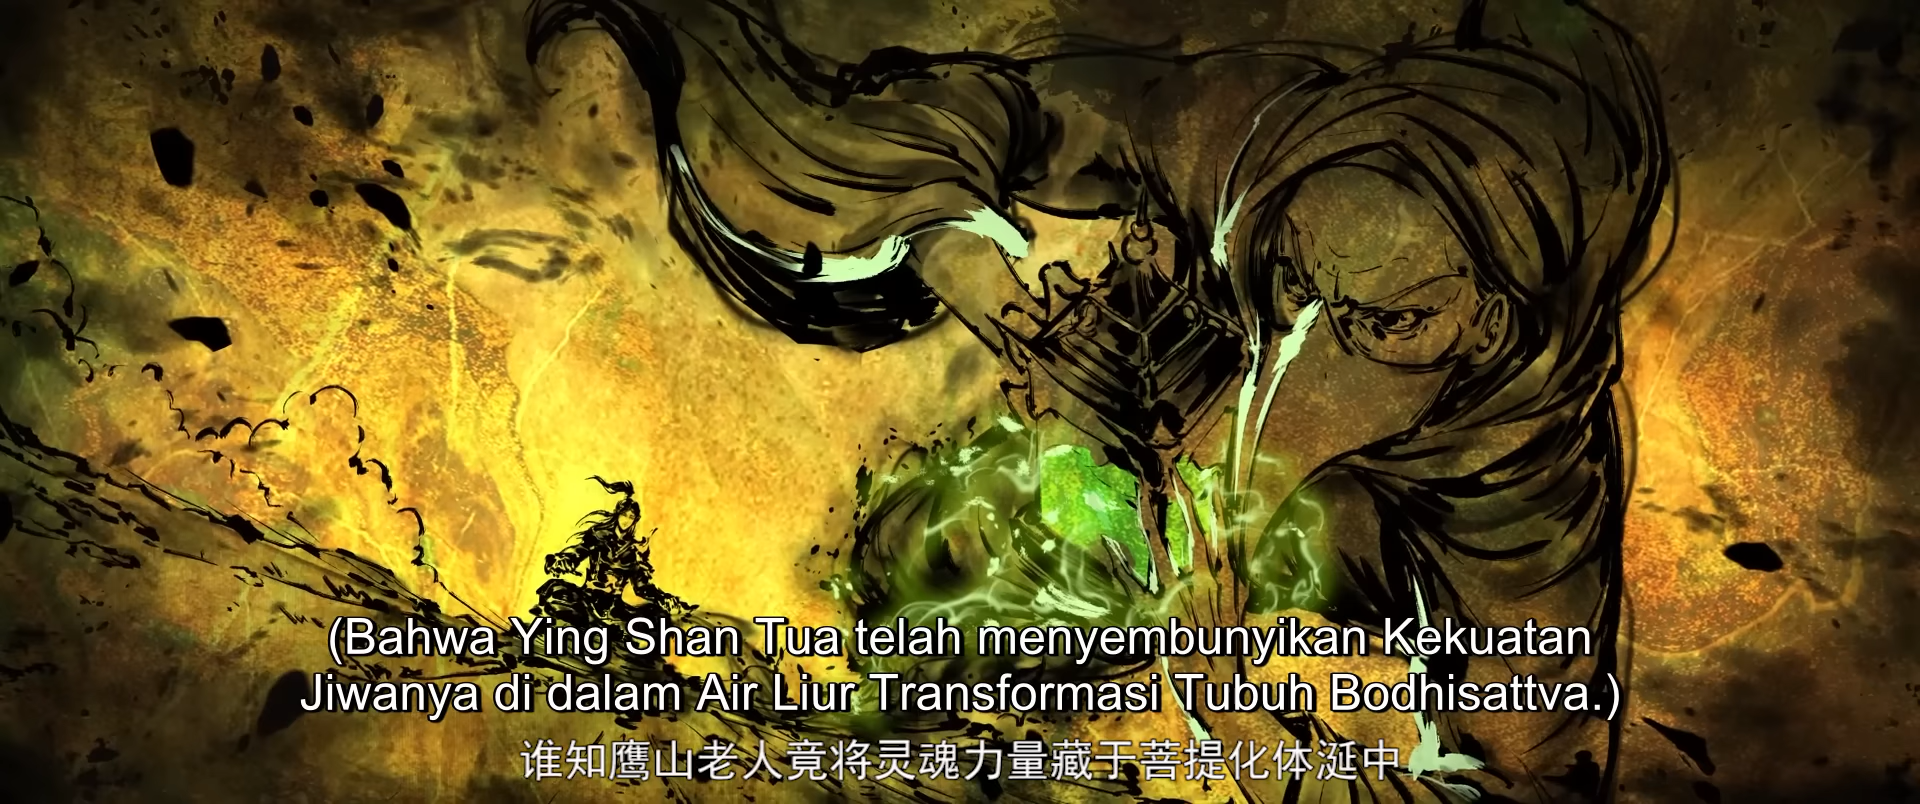 (Bahwa Ying Shan Tua telah menyembunyikan Kekuatan
Jiwanya di dalam Air Liur Transformasi Tubuh Bodhisattva.)
谁知鹰山老人竟将灵魂力量藏于菩提化体涎中